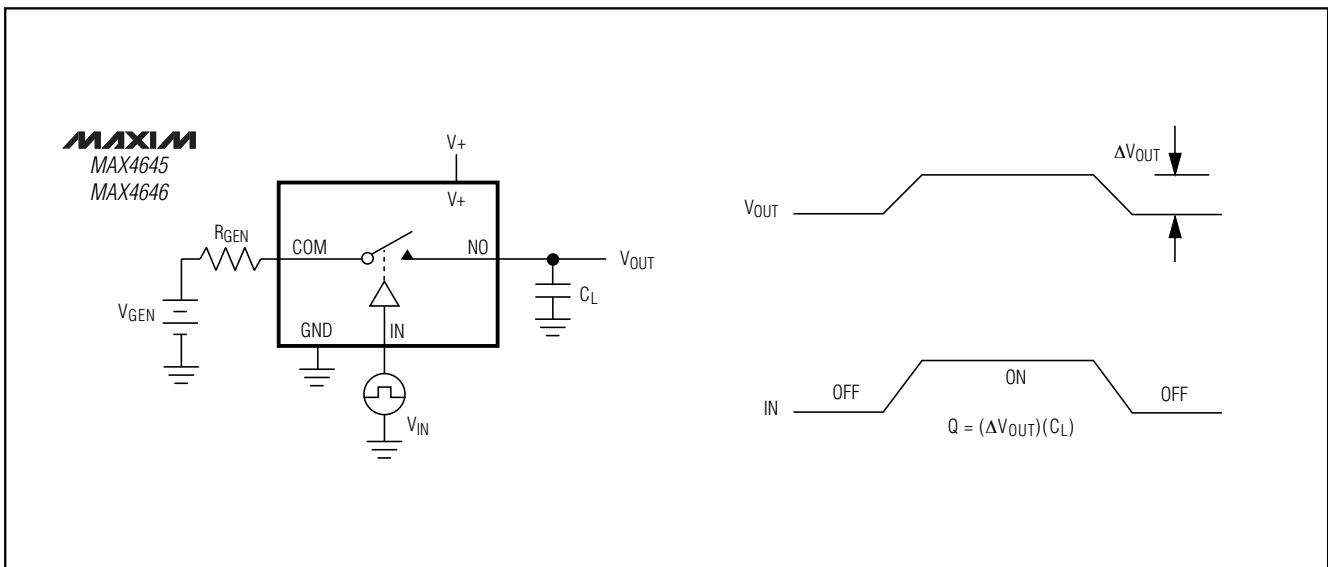 MAXIM
MAX4645
MAX4646
V+
V+
RGEN
COM
NO
VOUT
CL
VGEN
GND
IN
VIN
ΔVOUT
VOUT
IN
OFF
ON
OFF
Q = (ΔVOUT)(CL)